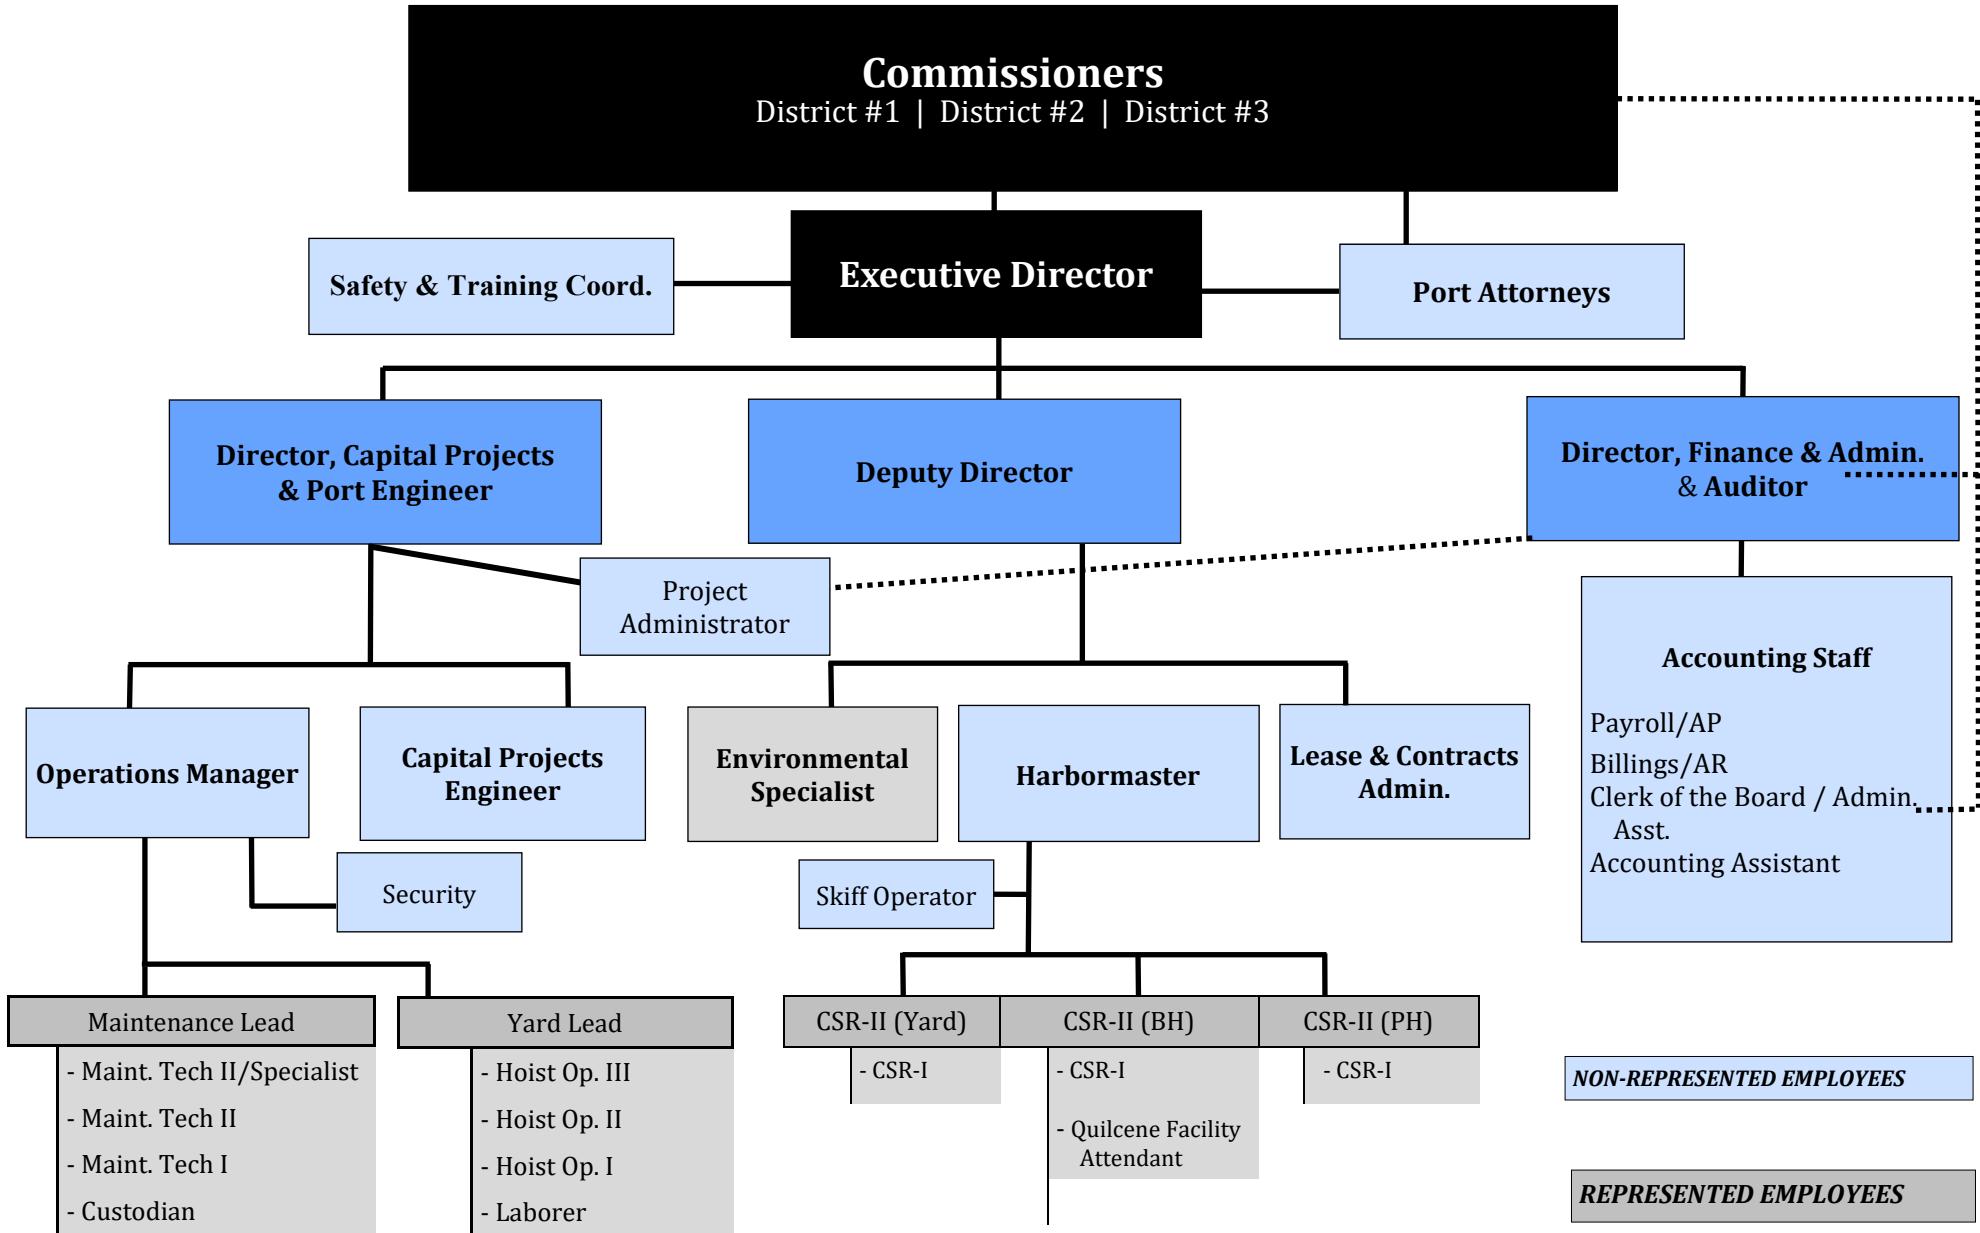 Commissioners
District #1 | District #2 | District #3
Executive Director
Safety & Training Coord.
Port Attorneys
Director, Capital Projects
& Port Engineer
Deputy Director
Director, Finance & Admin.
& Auditor
Project
Administrator
Accounting Staff
Payroll/AP
Billings/AR
Clerk of the Board / Admin.
Asst.
Accounting Assistant
Operations Manager
Capital Projects
Engineer
Environmental
Specialist
Harbormaster
Lease & Contracts
Admin.
Security
Skiff Operator
Maintenance Lead
- Maint. Tech II/Specialist
- Maint. Tech II
- Maint. Tech I
- Custodian
Yard Lead
- Hoist Op. III
- Hoist Op. II
- Hoist Op. I
- Laborer
CSR-II (Yard)
- CSR-I
CSR-II (BH)
- CSR-I
- Quilcene Facility
Attendant
CSR-II (PH)
- CSR-I
NON-REPRESENTED EMPLOYEES
REPRESENTED EMPLOYEES